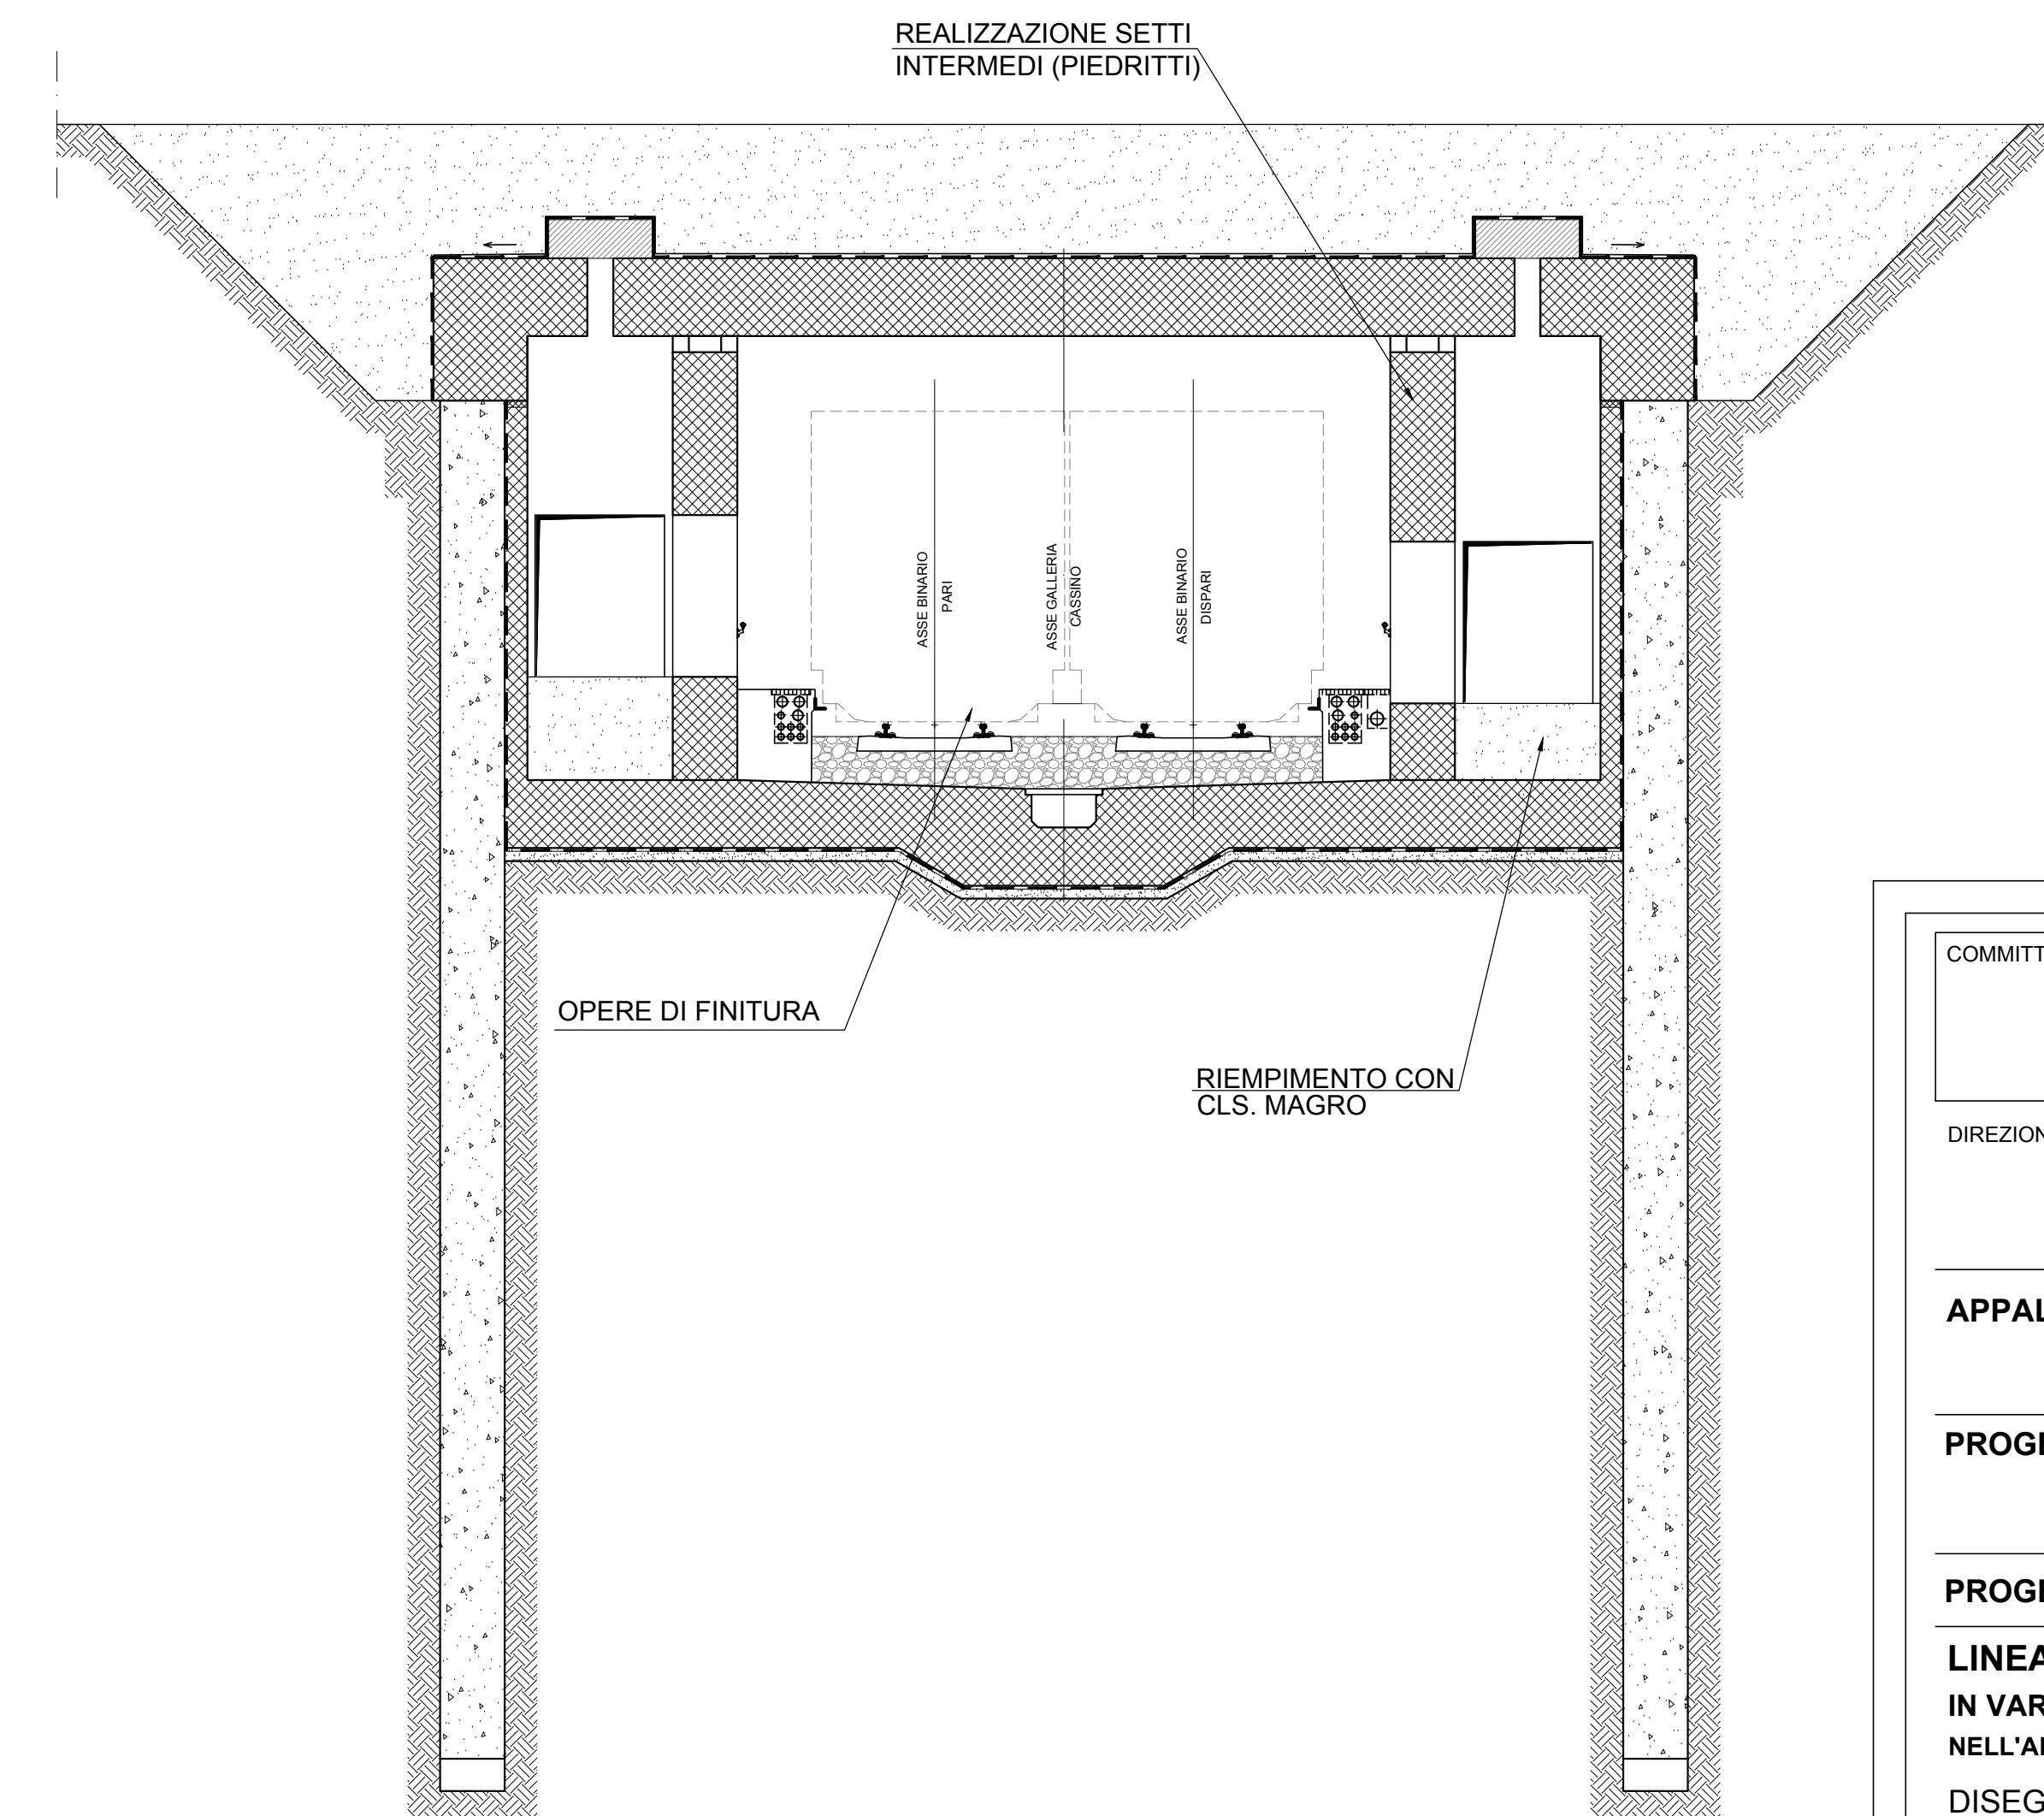 REALIZZAZIONE SETTI
INTERMEDI (PIEDRITTI)
ASSE BINARIO
PARI
ASSE GALLERIA
CASSINO
ASSE BINARIO
DISPARI
OPERE DI FINITURA
RIEMPIMENTO CON
CLS. MAGRO
COMMITT
DIREZION
APPAL
PROGE
PROGE
LINEA
IN VAR
NELL'A
DISEG